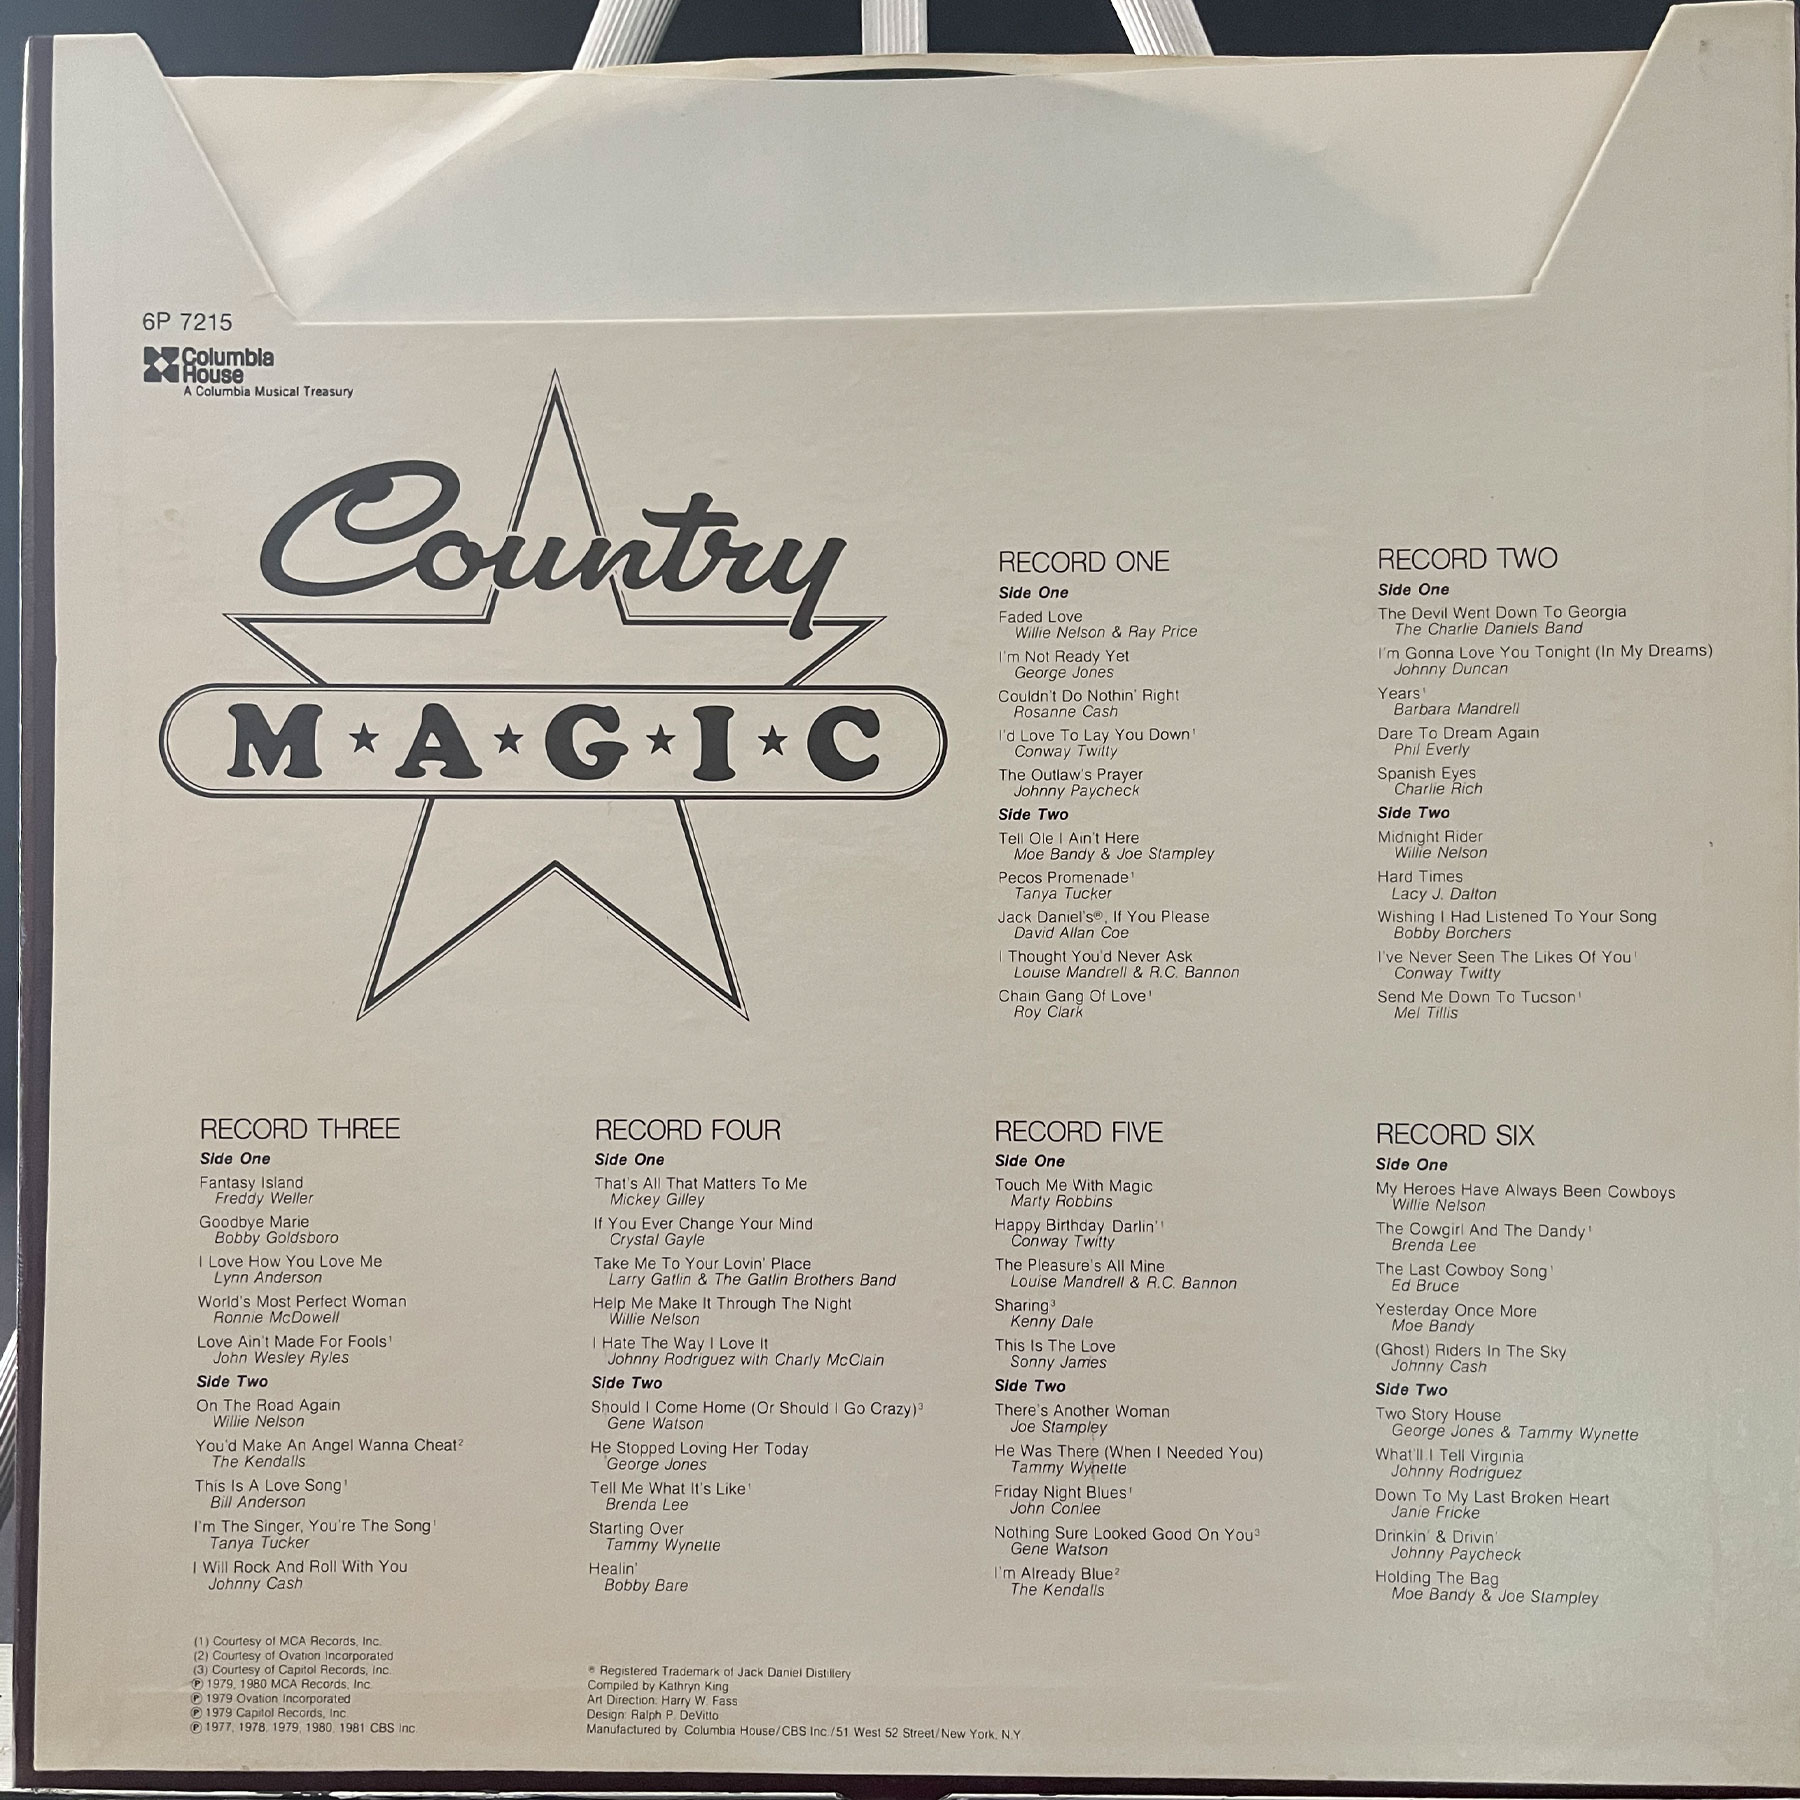 6P 7215
Columbia
House
A Columbia Musical Treasury
Country
M★A★G★I★C
RECORD ONE
Side One
Faded Love
Willie Nelson & Ray Price
I'm Not Ready Yet
George Jones
Couldn't Do Nothin' Right
Rosanne Cash
I'd Love To Lay You Down¹
Conway Twitty
The Outlaw's Prayer
Johnny Paycheck
Side Two
Tell Ole I Ain't Here
Moe Bandy & Joe Stampley
Pecos Promenade¹
Tanya Tucker
Jack Daniel's®, If You Please
David Allan Coe
I Thought You'd Never Ask
Louise Mandrell & R.C. Bannon
Chain Gang Of Love¹
Roy Clark
RECORD TWO
Side One
The Devil Went Down To Georgia
The Charlie Daniels Band
I'm Gonna Love You Tonight (In My Dreams)
Johnny Duncan
Years¹
Barbara Mandrell
Dare To Dream Again
Phil Everly
Spanish Eyes
Charlie Rich
Side Two
Midnight Rider
Willie Nelson
Hard Times
Lacy J. Dalton
Wishing I Had Listened To Your Song
Bobby Borchers
I've Never Seen The Likes Of You¹
Conway Twitty
Send Me Down To Tucson¹
Mel Tillis
RECORD THREE
Side One
Fantasy Island
Freddy Weller
Goodbye Marie
Bobby Goldsboro
I Love How You Love Me
Lynn Anderson
World's Most Perfect Woman
Ronnie McDowell
Love Ain't Made For Fools¹
John Wesley Ryles
Side Two
On The Road Again
Willie Nelson
You'd Make An Angel Wanna Cheat²
The Kendalls
This Is A Love Song¹
Bill Anderson
I'm The Singer, You're The Song¹
Tanya Tucker
I Will Rock And Roll With You
Johnny Cash
RECORD FOUR
Side One
That's All That Matters To Me
Mickey Gilley
If You Ever Change Your Mind
Crystal Gayle
Take Me To Your Lovin' Place
Larry Gatlin & The Gatlin Brothers Band
Help Me Make It Through The Night
Willie Nelson
I Hate The Way I Love It
Johnny Rodriguez with Charly McClain
Side Two
Should I Come Home (Or Should I Go Crazy)³
Gene Watson
He Stopped Loving Her Today
George Jones
Tell Me What It's Like¹
Brenda Lee
Starting Over
Tammy Wynette
Healin'
Bobby Bare
RECORD FIVE
Side One
Touch Me With Magic
Marty Robbins
Happy Birthday Darlin'¹
Conway Twitty
The Pleasure's All Mine
Louise Mandrell & R.C. Bannon
Sharing³
Kenny Dale
This Is The Love
Sonny James
Side Two
There's Another Woman
Joe Stampley
He Was There (When I Needed You)
Tammy Wynette
Friday Night Blues¹
John Conlee
Nothing Sure Looked Good On You³
Gene Watson
I'm Already Blue²
The Kendalls
RECORD SIX
Side One
My Heroes Have Always Been Cowboys
Willie Nelson
The Cowgirl And The Dandy¹
Brenda Lee
The Last Cowboy Song¹
Ed Bruce
Yesterday Once More
Moe Bandy
(Ghost) Riders In The Sky
Johnny Cash
Side Two
Two Story House
George Jones & Tammy Wynette
What'll I Tell Virginia
Johnny Rodriguez
Down To My Last Broken Heart
Janie Fricke
Drinkin' & Drivin'
Johnny Paycheck
Holding The Bag
Moe Bandy & Joe Stampley
(1) Courtesy of MCA Records, Inc.
(2) Courtesy of Ovation Incorporated
(3) Courtesy of Capitol Records, Inc.
℗ 1979, 1980 MCA Records, Inc.
℗ 1979 Ovation Incorporated
℗ 1979 Capitol Records, Inc.
℗ 1977, 1978, 1979, 1980, 1981 CBS Inc.
® Registered Trademark of Jack Daniel Distillery
Compiled by Kathryn King
Art Direction: Harry W. Fass
Design: Ralph P. DeVitto
Manufactured by Columbia House/CBS Inc./51 West 52 Street/New York, N.Y.